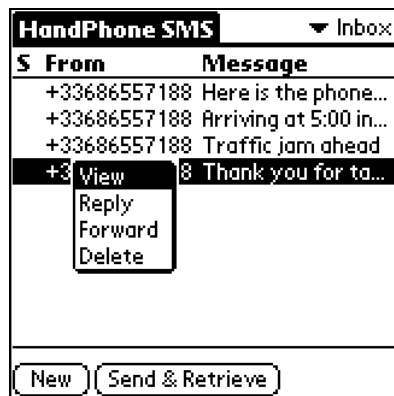 HandPhone SMS Inbox
S From Message
+33686557188 Here is the phone...
+33686557188 Arriving at 5:00 in...
+33686557188 Traffic jam ahead
+3 8 Thank you for ta...
View
Reply
Forward
Delete
New Send & Retrieve